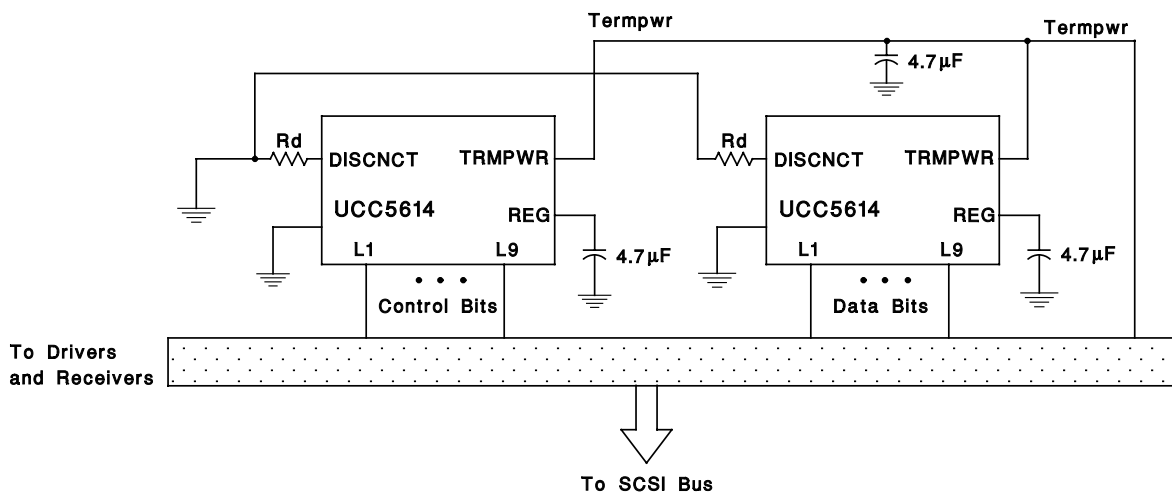 Termpwr
Termpwr
4.7μF
Rd
DISCNCT
TRMPWR
UCC5614
REG
L1
L9
4.7μF
• • •
Control Bits
Rd
DISCNCT
TRMPWR
UCC5614
REG
L1
L9
4.7μF
• • •
Data Bits
To Drivers
and Receivers
To SCSI Bus